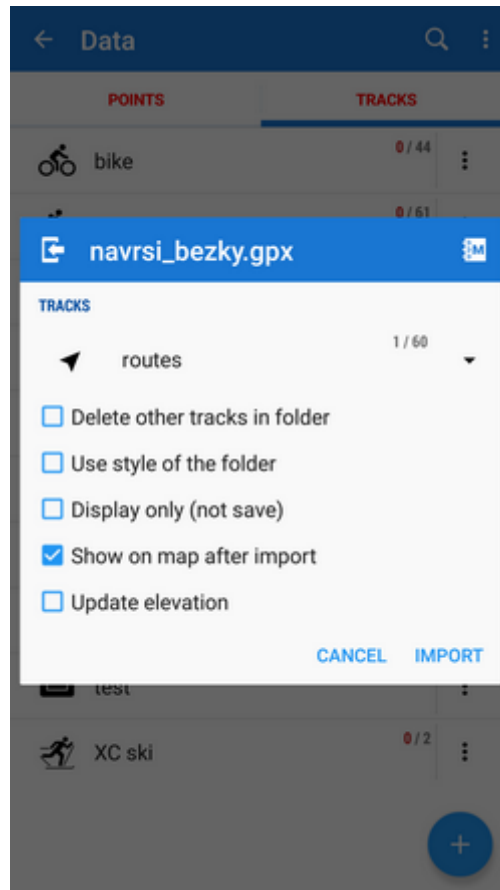 Data
POINTS TRACKS
0 / 44
bike
0 / 61
navrsi_bezky.gpx
TRACKS
1 / 60
routes
Delete other tracks in folder
Use style of the folder
Display only (not save)
Show on map after import
Update elevation
CANCEL IMPORT
test
0 / 2
XC ski